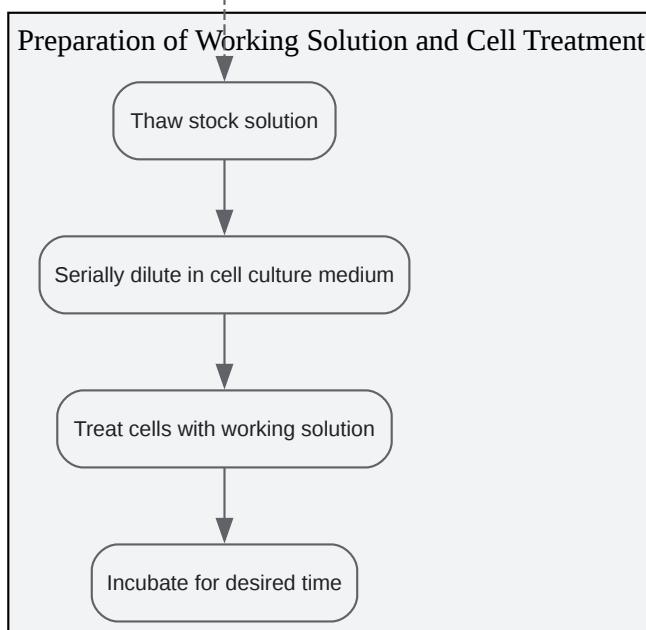 Preparation of Working Solution and Cell Treatment
Thaw stock solution
Serially dilute in cell culture medium
Treat cells with working solution
Incubate for desired time